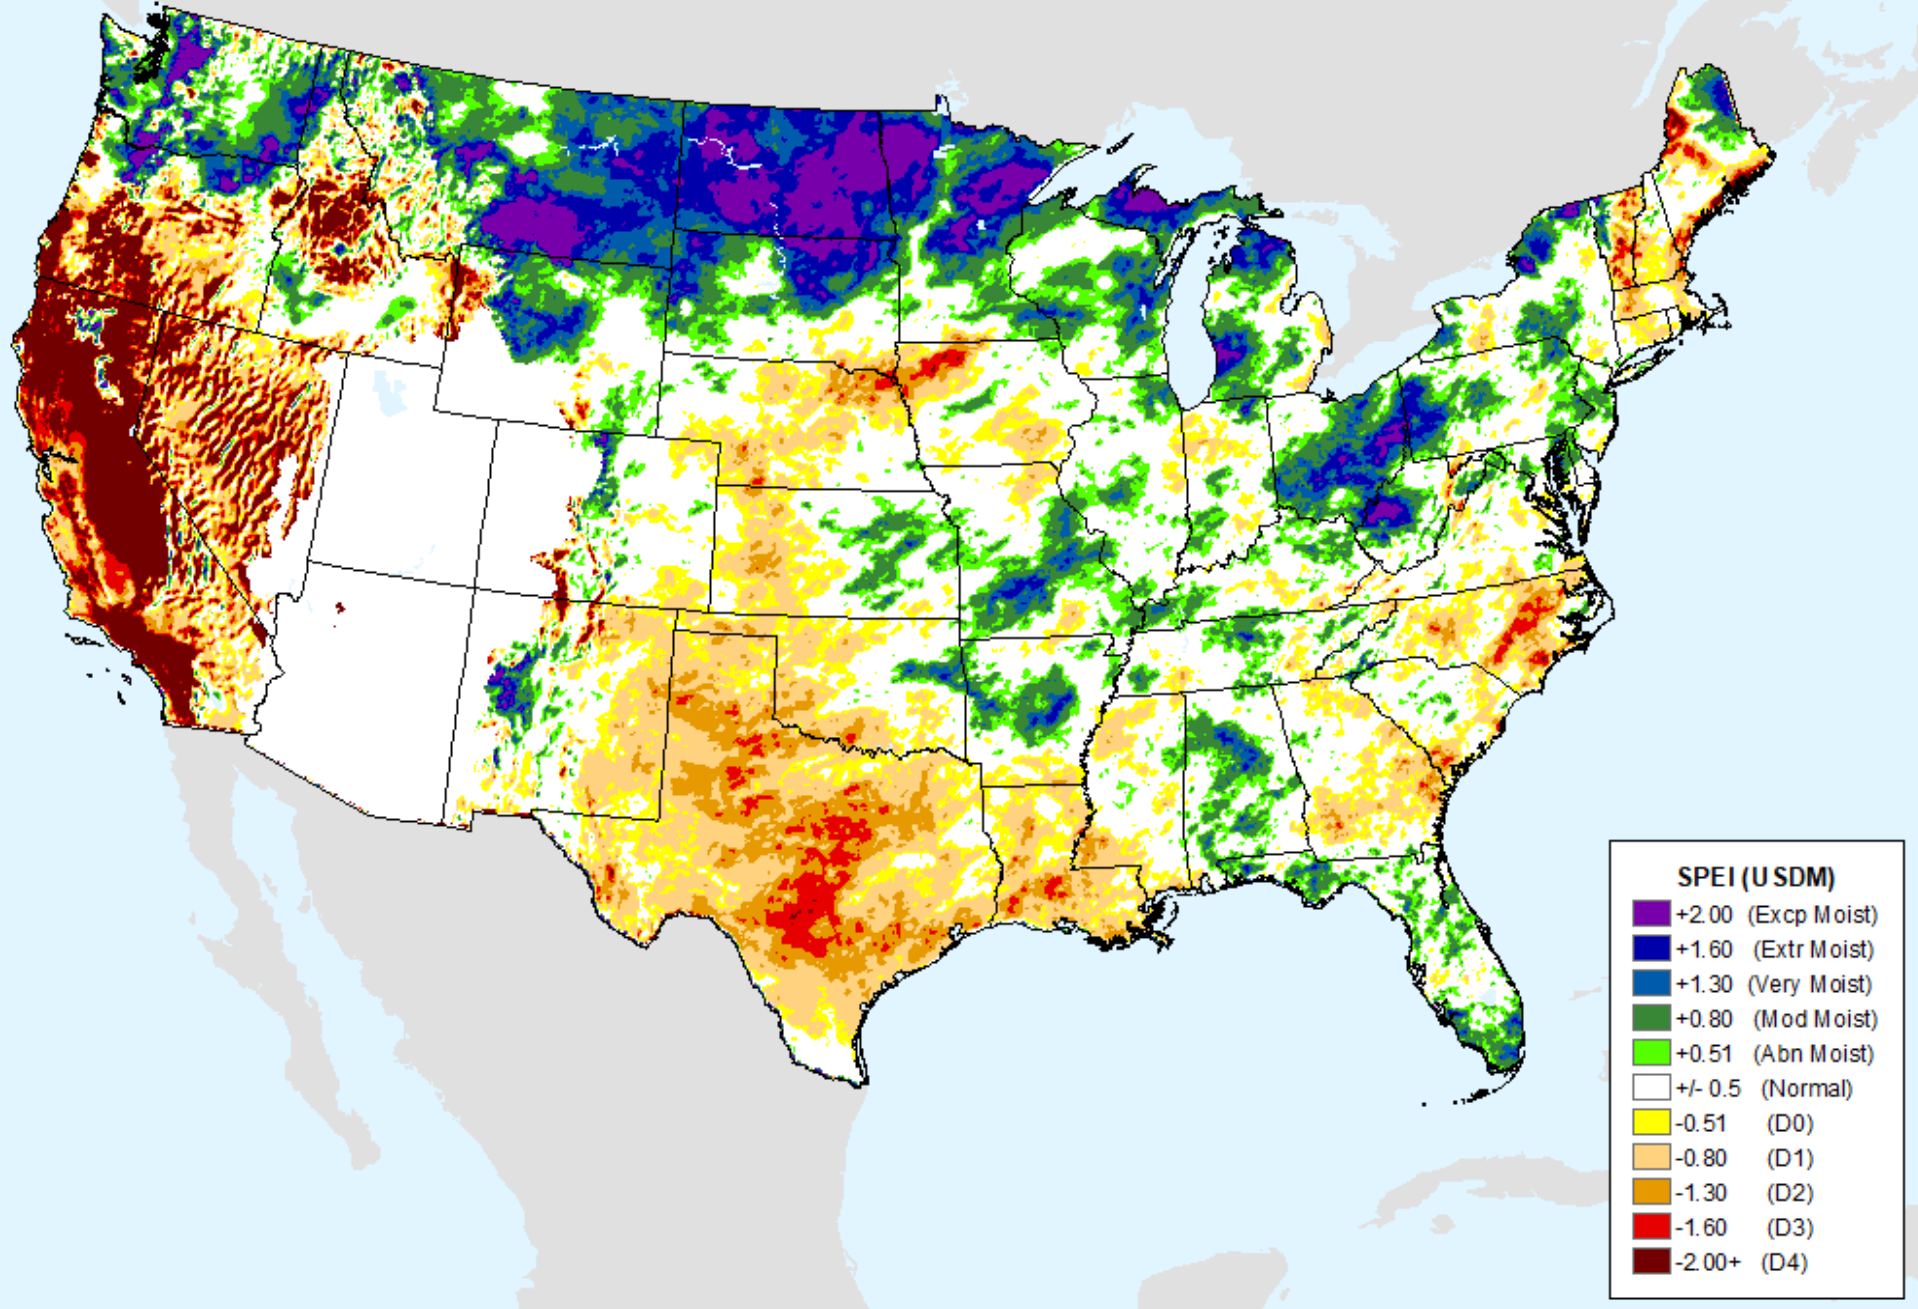 SPEI (USDM)
+2.00 (Excp Moist)
+1.60 (Extr Moist)
+1.30 (Very Moist)
+0.80 (Mod Moist)
+0.51 (Abn Moist)
+/- 0.5 (Normal)
-0.51 (D0)
-0.80 (D1)
-1.30 (D2)
-1.60 (D3)
-2.00+ (D4)